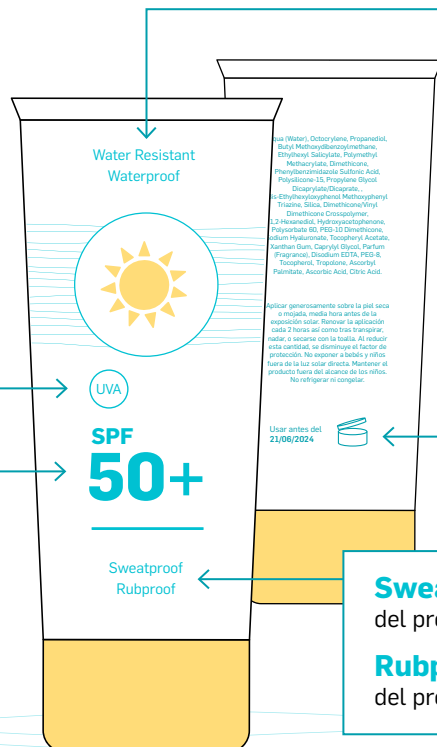 Water Resistant
Waterproof
UVA
SPF
50+
Sweatproof
Rubproof
(Water), Octocrylene, Propanediol,
Butyl Methoxydibenzoylmethane,
Ethylhexyl Salicylate, Polymethyl
Methacrylate, Dimethicone,
Phenylbenzimidazole Sulfonic Acid,
Polysilicone-15, Propylene Glycol
Dicaprylate/Dicaprate, ,
is-Ethylhexyloxyphenol Methoxyphenyl
Triazine, Silica, Dimethicone/Vinyl
Dimethicone Crosspolymer,
1,2-Hexanediol, Hydroxyacetophenone,
Polysorbate 60, PEG-10 Dimethicone,
odium Hyaluronate, Tocopheryl Acetate,
Xanthan Gum, Caprylyl Glycol, Parfum
(Fragrance), Disodium EDTA, PEG-8,
Tocopherol, Tropolone, Ascorbyl
Palmitate, Ascorbic Acid, Citric Acid.
Aplicar generosamente sobre la piel seca
o mojada, media hora antes de la
exposición solar. Renovar la aplicación
cada 2 horas así como tras transpirar,
nadar, o secarse con la toalla. Al reducir
esta cantidad, se disminuye el factor de
protección. No exponer a bebés y niños
fuera de la luz solar directa. Mantener el
producto fuera del alcance de los niños.
No refrigerar ni congelar.
Usar antes del
21/06/2024
Swea
del pro
Rubp
del pro